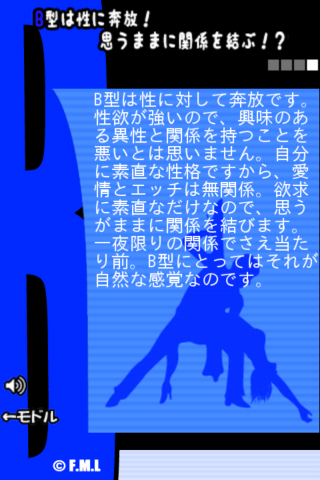 B型は性に奔放！
思うままに関係を結ぶ！？
B型は性に対して奔放です。
性欲が強いので、興味のあ
る異性と関係を持つことを
悪いとは思いません。自分
に素直な性格ですから、愛
情とエッチは無関係。欲求
に素直なだけなので、思う
がままに関係を結びます。
一夜限りの関係でさえ当た
り前。B型にとってはそれが
自然な感覚なのです。
←モドル
© F.M.L